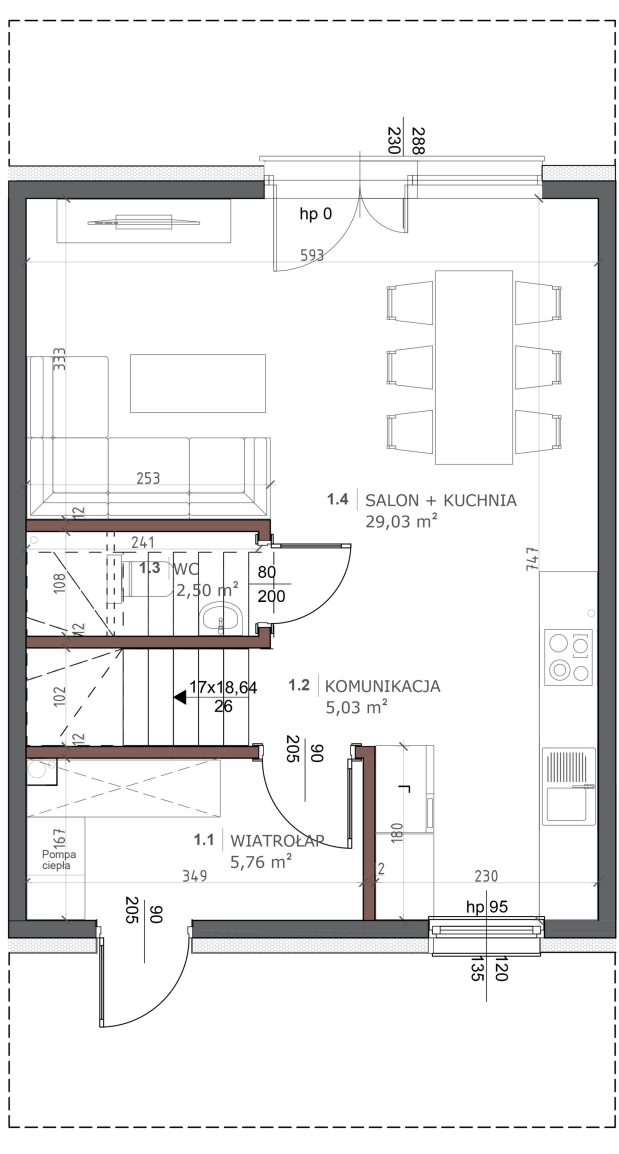 288
230
hp 0
593
333
253
1.4 SALON + KUCHNIA
29,03 m²
12
241
747
1.3 WC
2,50 m²
80
200
108
12
1.2 KOMUNIKACJA
5,03 m²
17x18,64
26
102
12
90
205
1.1 WIATROŁAP
5,76 m²
167
180
Pompa
ciepła
349
2
230
hp 95
90
205
120
135